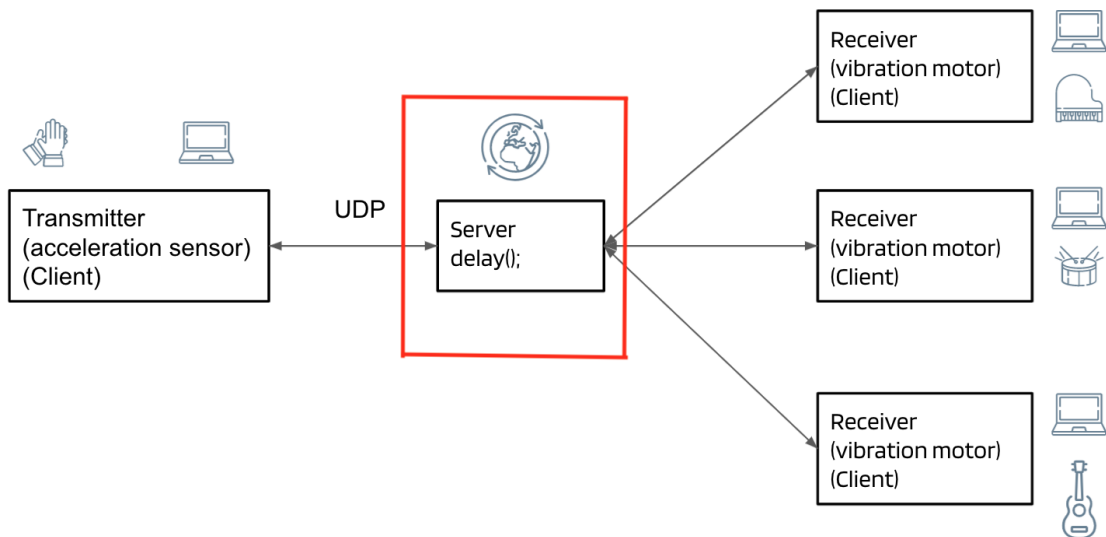 Transmitter
(acceleration sensor)
(Client)
UDP
Server
delay();
Receiver
(vibration motor)
(Client)
Receiver
(vibration motor)
(Client)
Receiver
(vibration motor)
(Client)